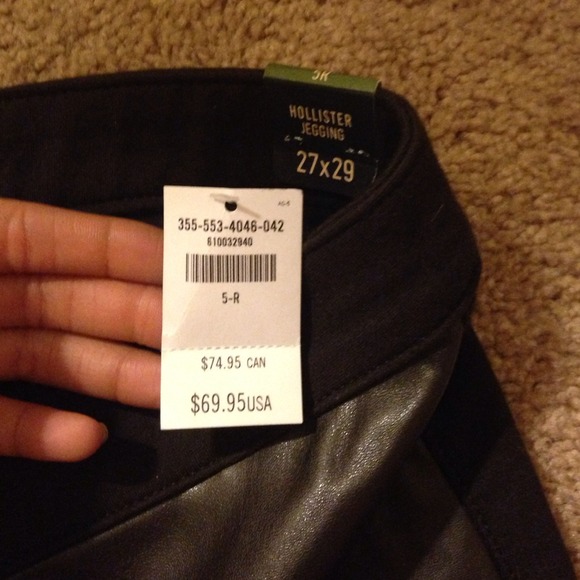 5R
HOLLISTER
JEGGING
27x29
355-553-4046-042
610032940
5-R
$74.95 CAN
$69.95USA